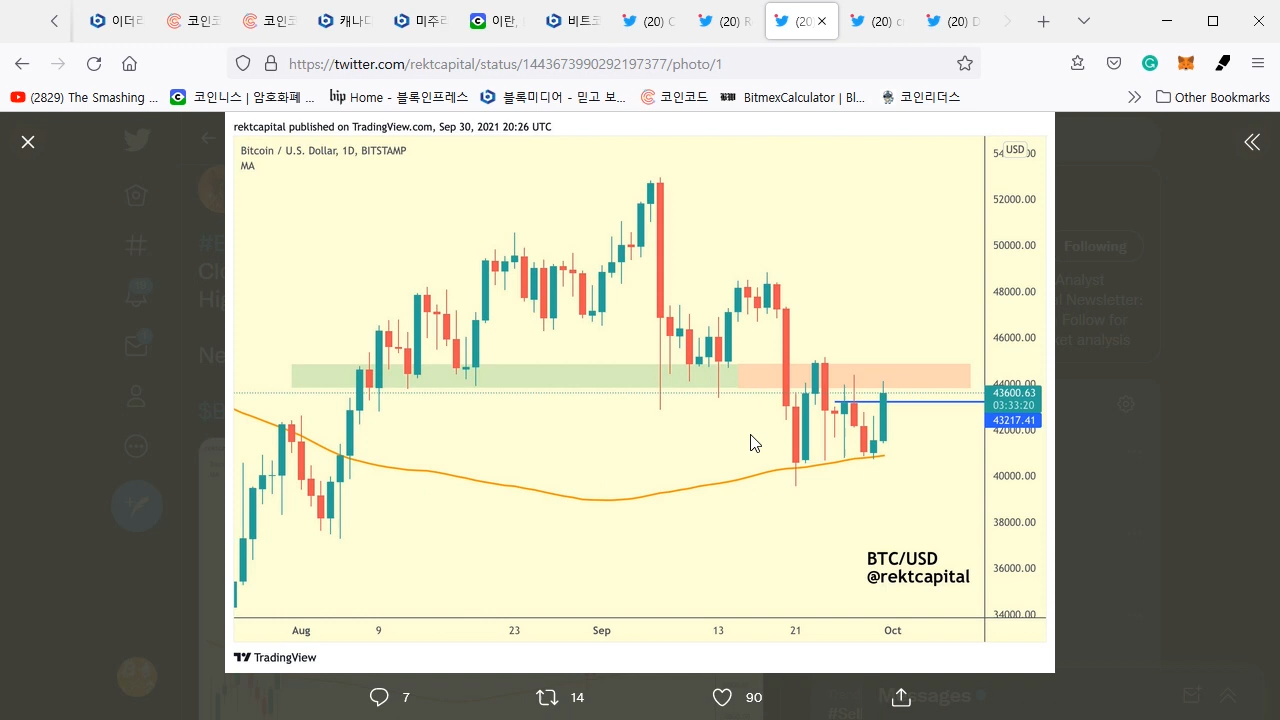 이더
코인
코인
캐나
미주
이란,
비트
(20) C
(20) R
(20
(20) c
(20) D
https://twitter.com/rektcapital/status/1443673990292197377/photo/1
(2829) The Smashing ...
코인니스 | 암호화폐 ...
bip Home - 블록인프레스
블록미디어 - 믿고 보...
코인코드
BitmexCalculator | Bl...
코인리더스
Other Bookmarks
rektcapital published on TradingView.com, Sep 30, 2021 20:26 UTC
Bitcoin / U.S. Dollar, 1D, BITSTAMP
MA
USD
52000.00
50000.00
48000.00
46000.00
44000.00
43600.63
03:33:20
43217.41
42000.00
40000.00
38000.00
36000.00
34000.00
BTC/USD
@rektcapital
Aug
9
23
Sep
13
21
Oct
TradingView
Following
Analyst
Newsletter:
Follow for
analysis
7
14
90
Messages